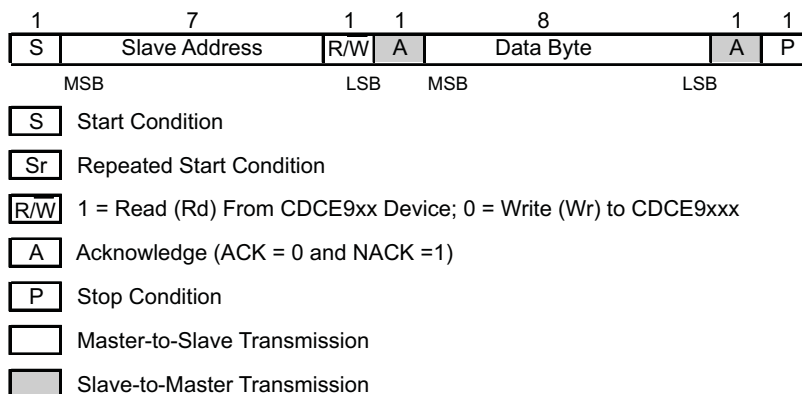 1 7 1 1 8 1 1
S Slave Address R/W̅ A Data Byte A P
MSB LSB MSB LSB
S Start Condition
Sr Repeated Start Condition
R/W̅ 1 = Read (Rd) From CDCE9xx Device; 0 = Write (Wr) to CDCE9xxx
A Acknowledge (ACK = 0 and NACK =1)
P Stop Condition
Master-to-Slave Transmission
Slave-to-Master Transmission